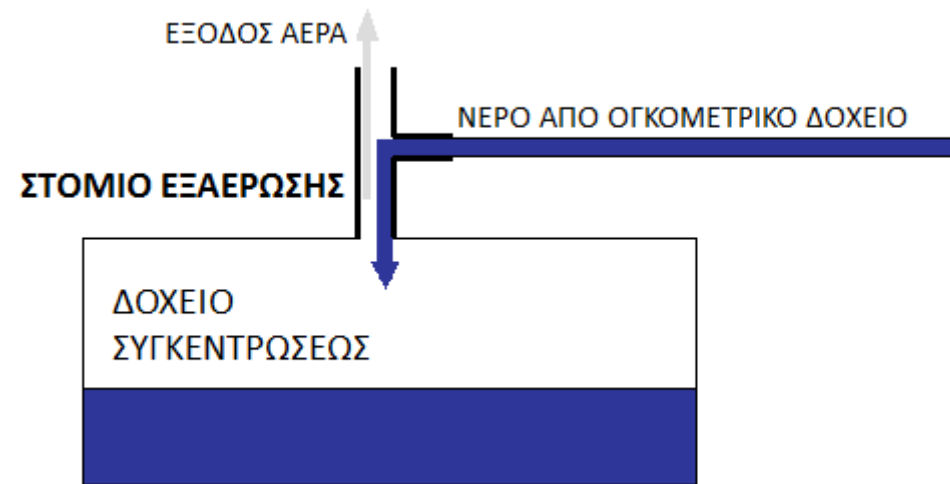 ΕΞΟΔΟΣ ΑΕΡΑ
ΝΕΡΟ ΑΠΟ ΟΓΚΟΜΕΤΡΙΚΟ ΔΟΧΕΙΟ
ΣΤΟΜΙΟ ΕΞΑΕΡΩΣΗΣ
ΔΟΧΕΙΟ
ΣΥΓΚΕΝΤΡΩΣΕΩΣ